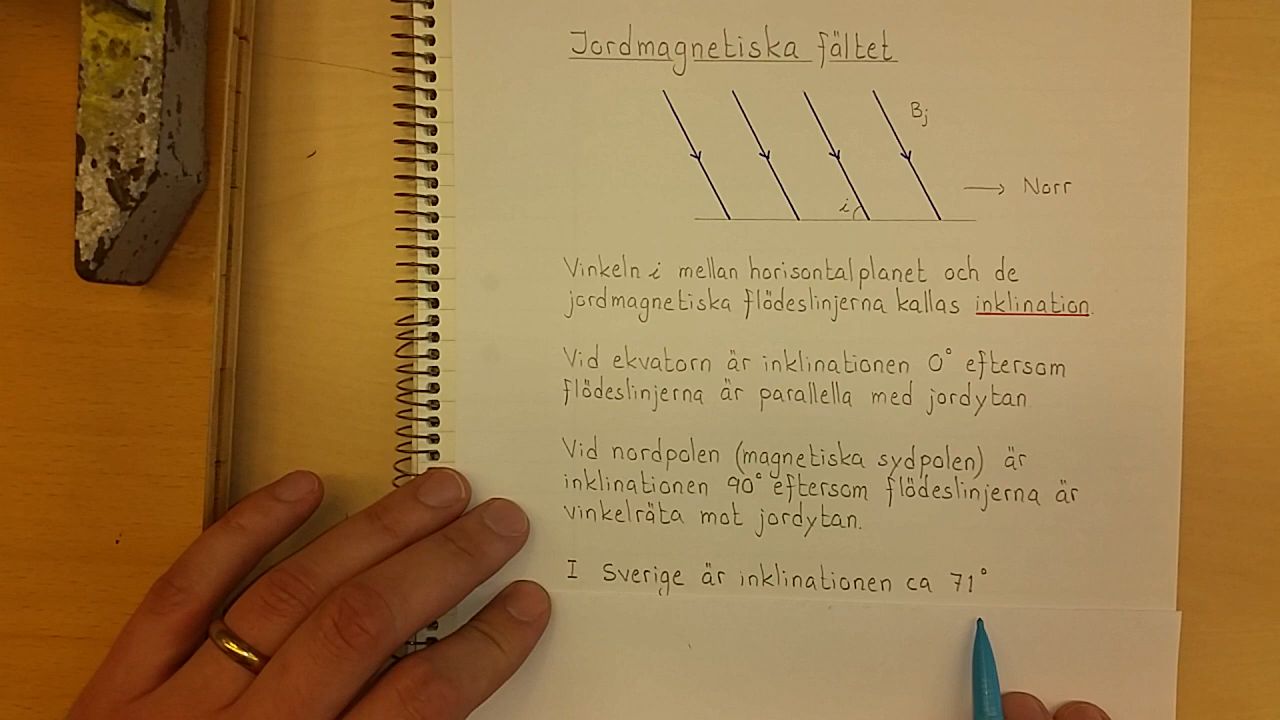 Jordmagnetiska fältet
Bj
i
Norr
Vinkeln i mellan horisontalplanet och de
jordmagnetiska flödeslinjerna kallas inklination.
Vid ekvatorn är inklinationen 0° eftersom
flödeslinjerna är parallella med jordytan
Vid nordpolen (magnetiska sydpolen) är
inklinationen 90° eftersom flödeslinjerna är
vinkelräta mot jordytan.
I Sverige är inklinationen ca 71°